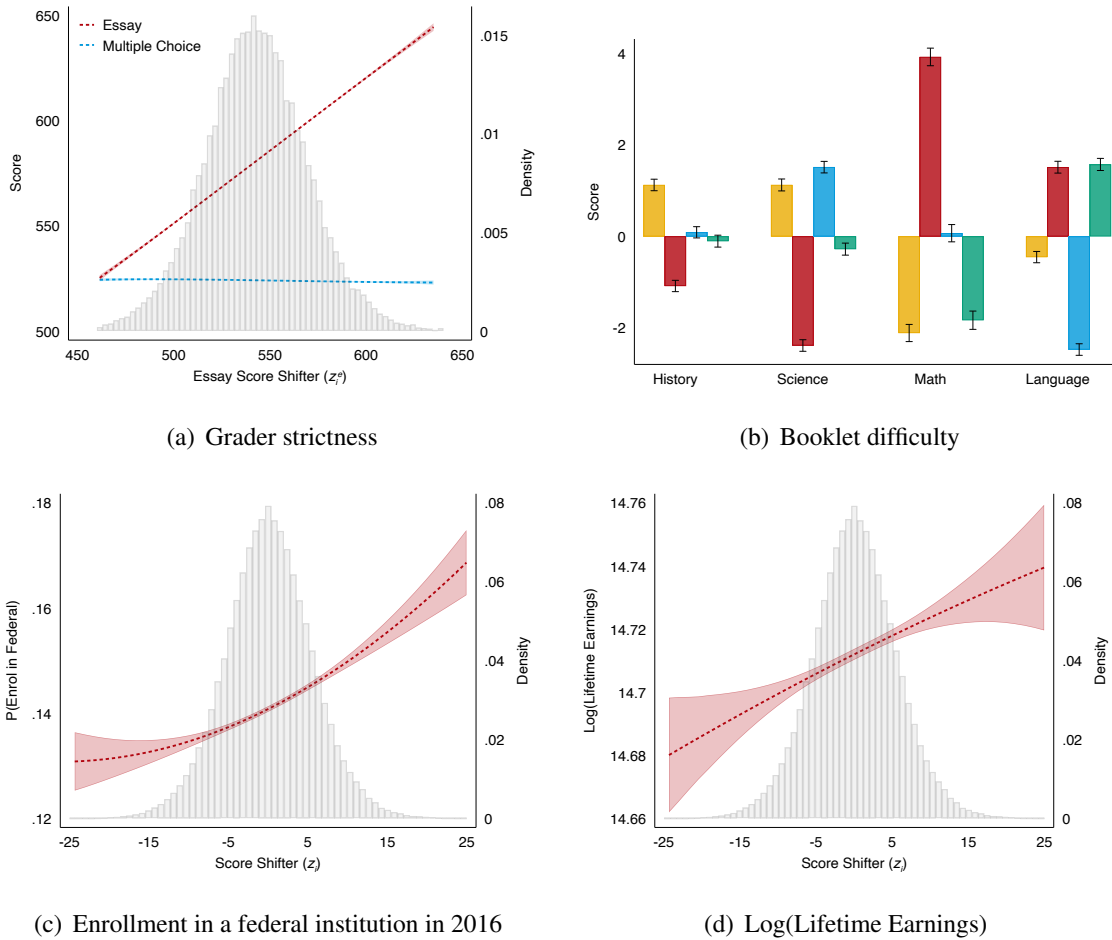 Essay
Multiple Choice
650
600
550
500
Score
.015
.01
.005
0
Density
450 500 550 600 650
Essay Score Shifter (z_i^e)
(a) Grader strictness
4
2
0
-2
Score
History Science Math Language
(b) Booklet difficulty
.18
.16
.14
.12
P(Enrol in Federal)
.08
.06
.04
.02
0
Density
-25 -15 -5 5 15 25
Score Shifter (z_i)
(c) Enrollment in a federal institution in 2016
14.76
14.74
14.72
14.7
14.68
14.66
Log(Lifetime Earnings)
.08
.06
.04
.02
0
Density
-25 -15 -5 5 15 25
Score Shifter (z_i)
(d) Log(Lifetime Earnings)